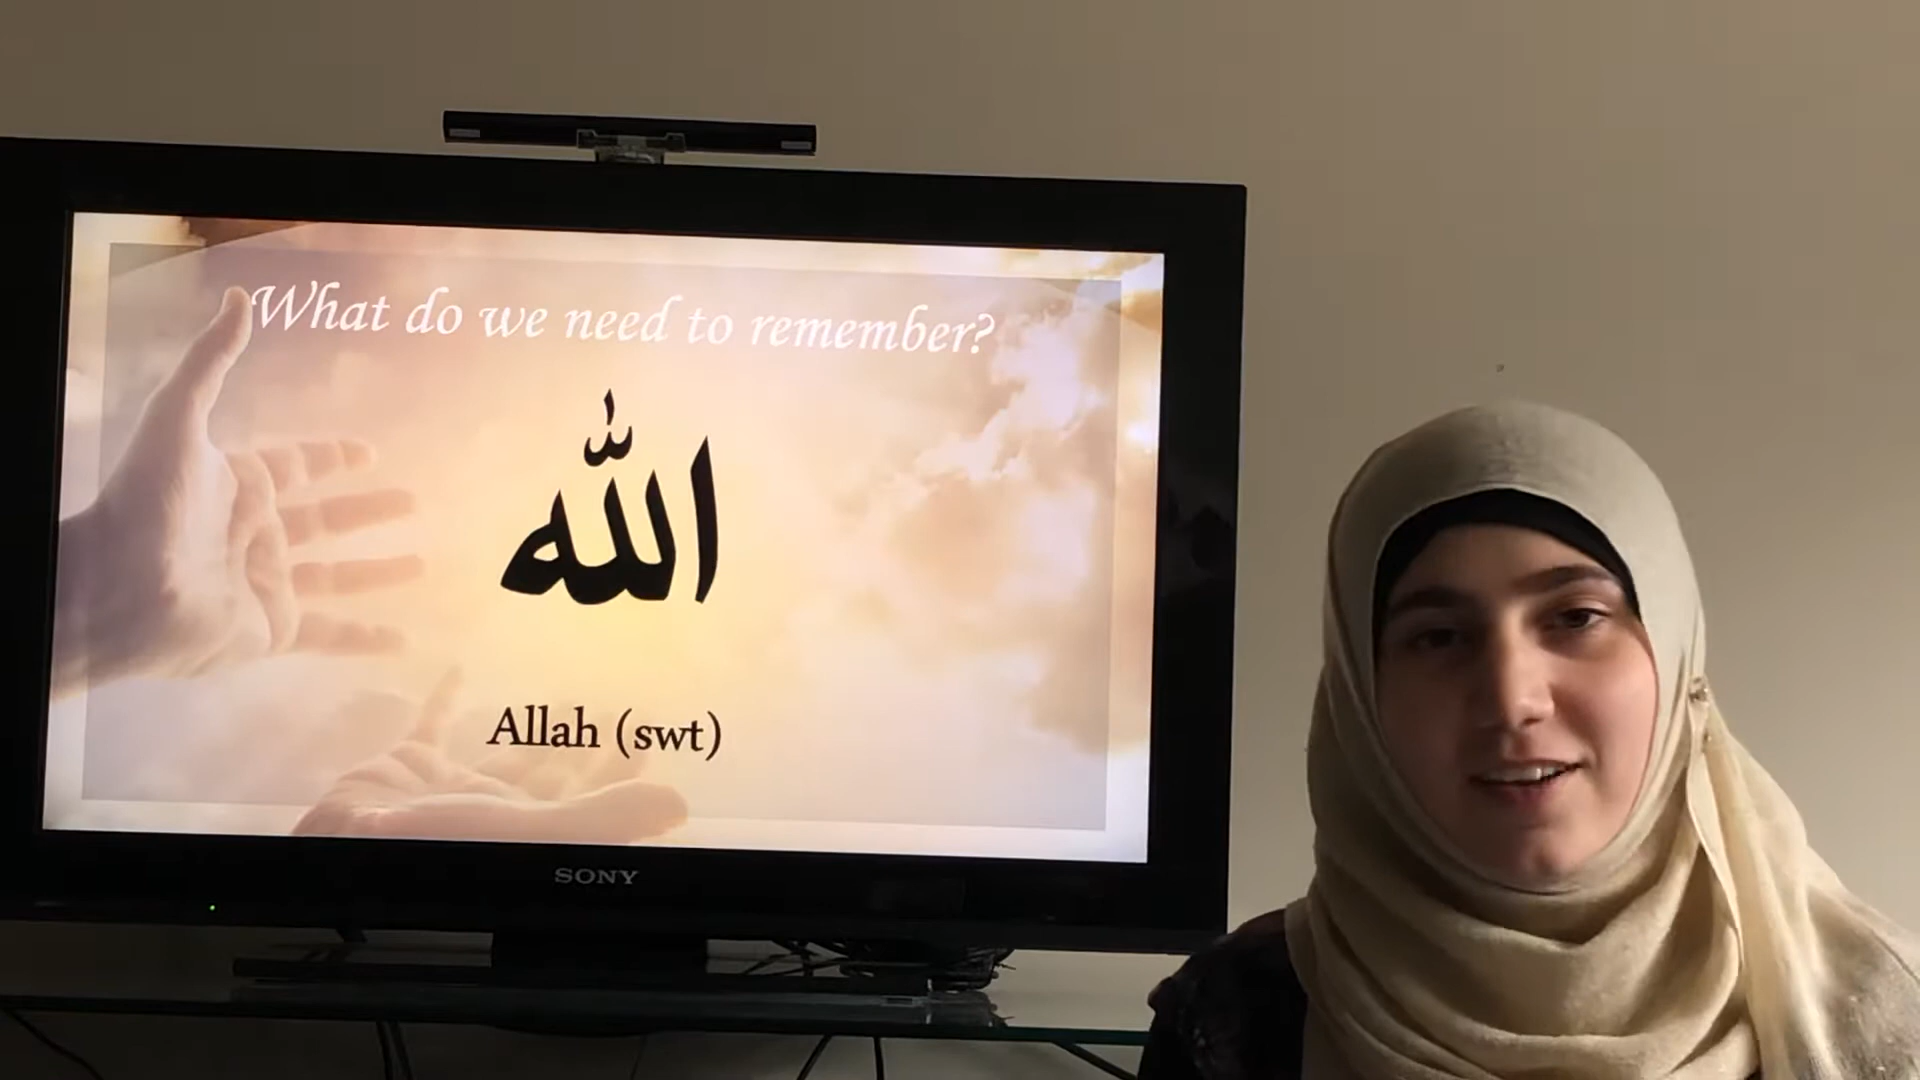 What do we need to remember?
الله
Allah (swt)
SONY